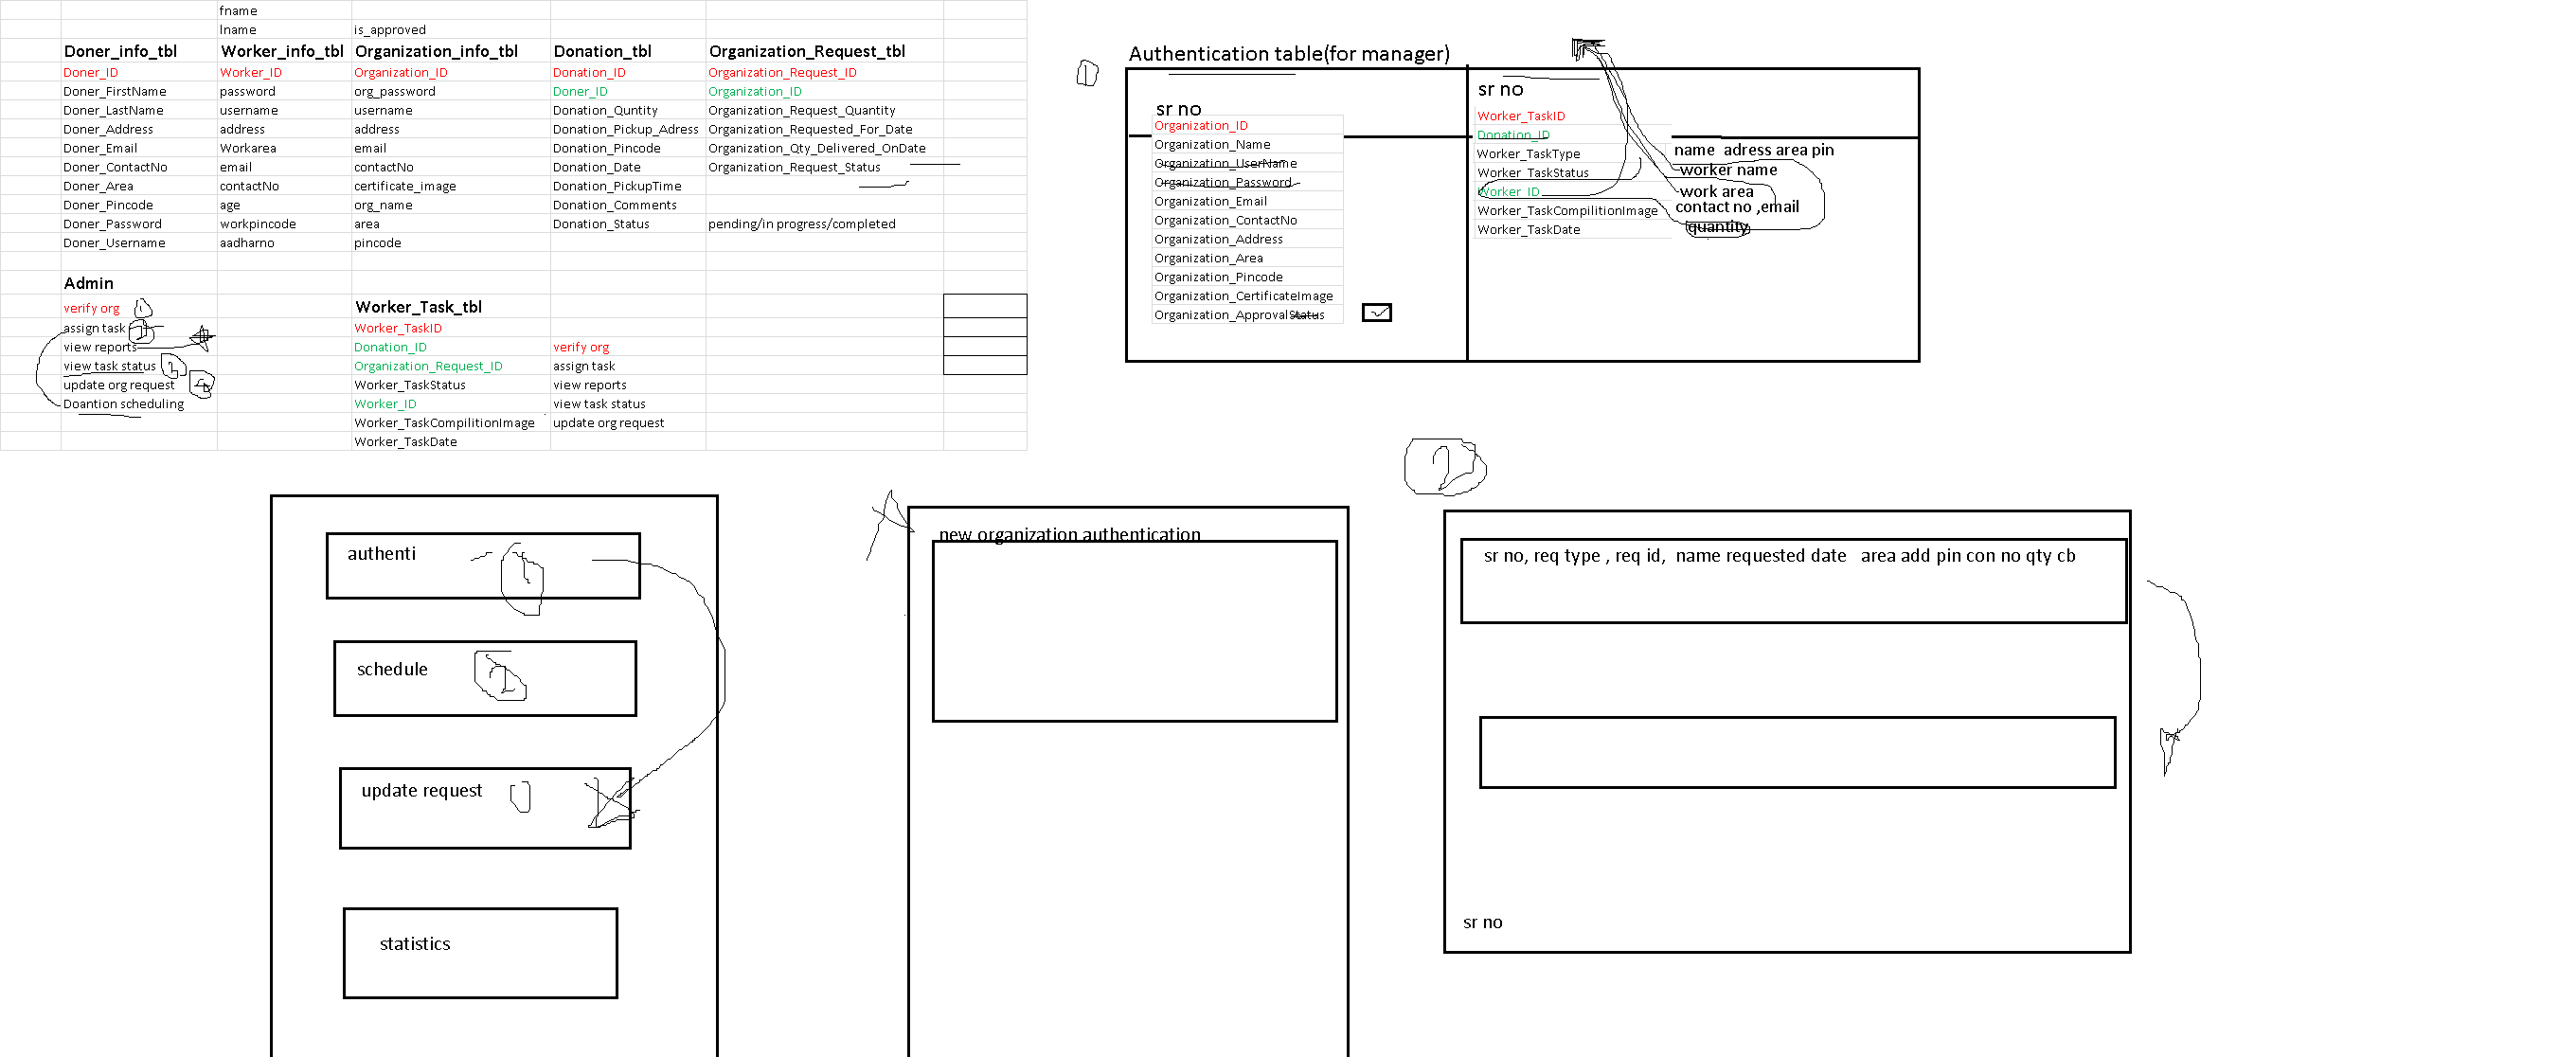 fname
lname is_approved
Doner_info_tbl Worker_info_tbl Organization_info_tbl Donation_tbl Organization_Request_tbl
Doner_ID Worker_ID Organization_ID Donation_ID Organization_Request_ID
Doner_FirstName password org_password Doner_ID Organization_ID
Doner_LastName username username Donation_Quntity Organization_Request_Quantity
Doner_Address address address Donation_Pickup_Adress Organization_Requested_For_Date
Doner_Email Workarea email Donation_Pincode Organization_Qty_Delivered_OnDate
Doner_ContactNo email contactNo Donation_Date Organization_Request_Status
Doner_Area contactNo certificate_image Donation_PickupTime
Doner_Pincode age org_name Donation_Comments
Doner_Password workpincode area Donation_Status pending/in progress/completed
Doner_Username aadharno pincode
Admin
verify org 1 Worker_Task_tbl
assign task Worker_TaskID
view reports Donation_ID verify org
view task status Organization_Request_ID assign task
update org request Worker_TaskStatus view reports
Doantion scheduling Worker_ID view task status
Worker_TaskCompilitionImage update org request
Worker_TaskDate
1
Authentication table(for manager)
sr no
Organization_ID
Organization_Name
Organization_UserName
Organization_Password
Organization_Email
Organization_ContactNo
Organization_Address
Organization_Area
Organization_Pincode
Organization_CertificateImage
Organization_ApprovalStatus
sr no
Worker_TaskID
Donation_ID
Worker_TaskType
Worker_TaskStatus
Worker_ID
Worker_TaskCompilitionImage
Worker_TaskDate
name adress area pin
worker name
work area
contact no ,email
quantity
authenti
schedule 2
update request
statistics
new organization authentication
2
sr no, req type , req id, name requested date area add pin con no qty cb
sr no